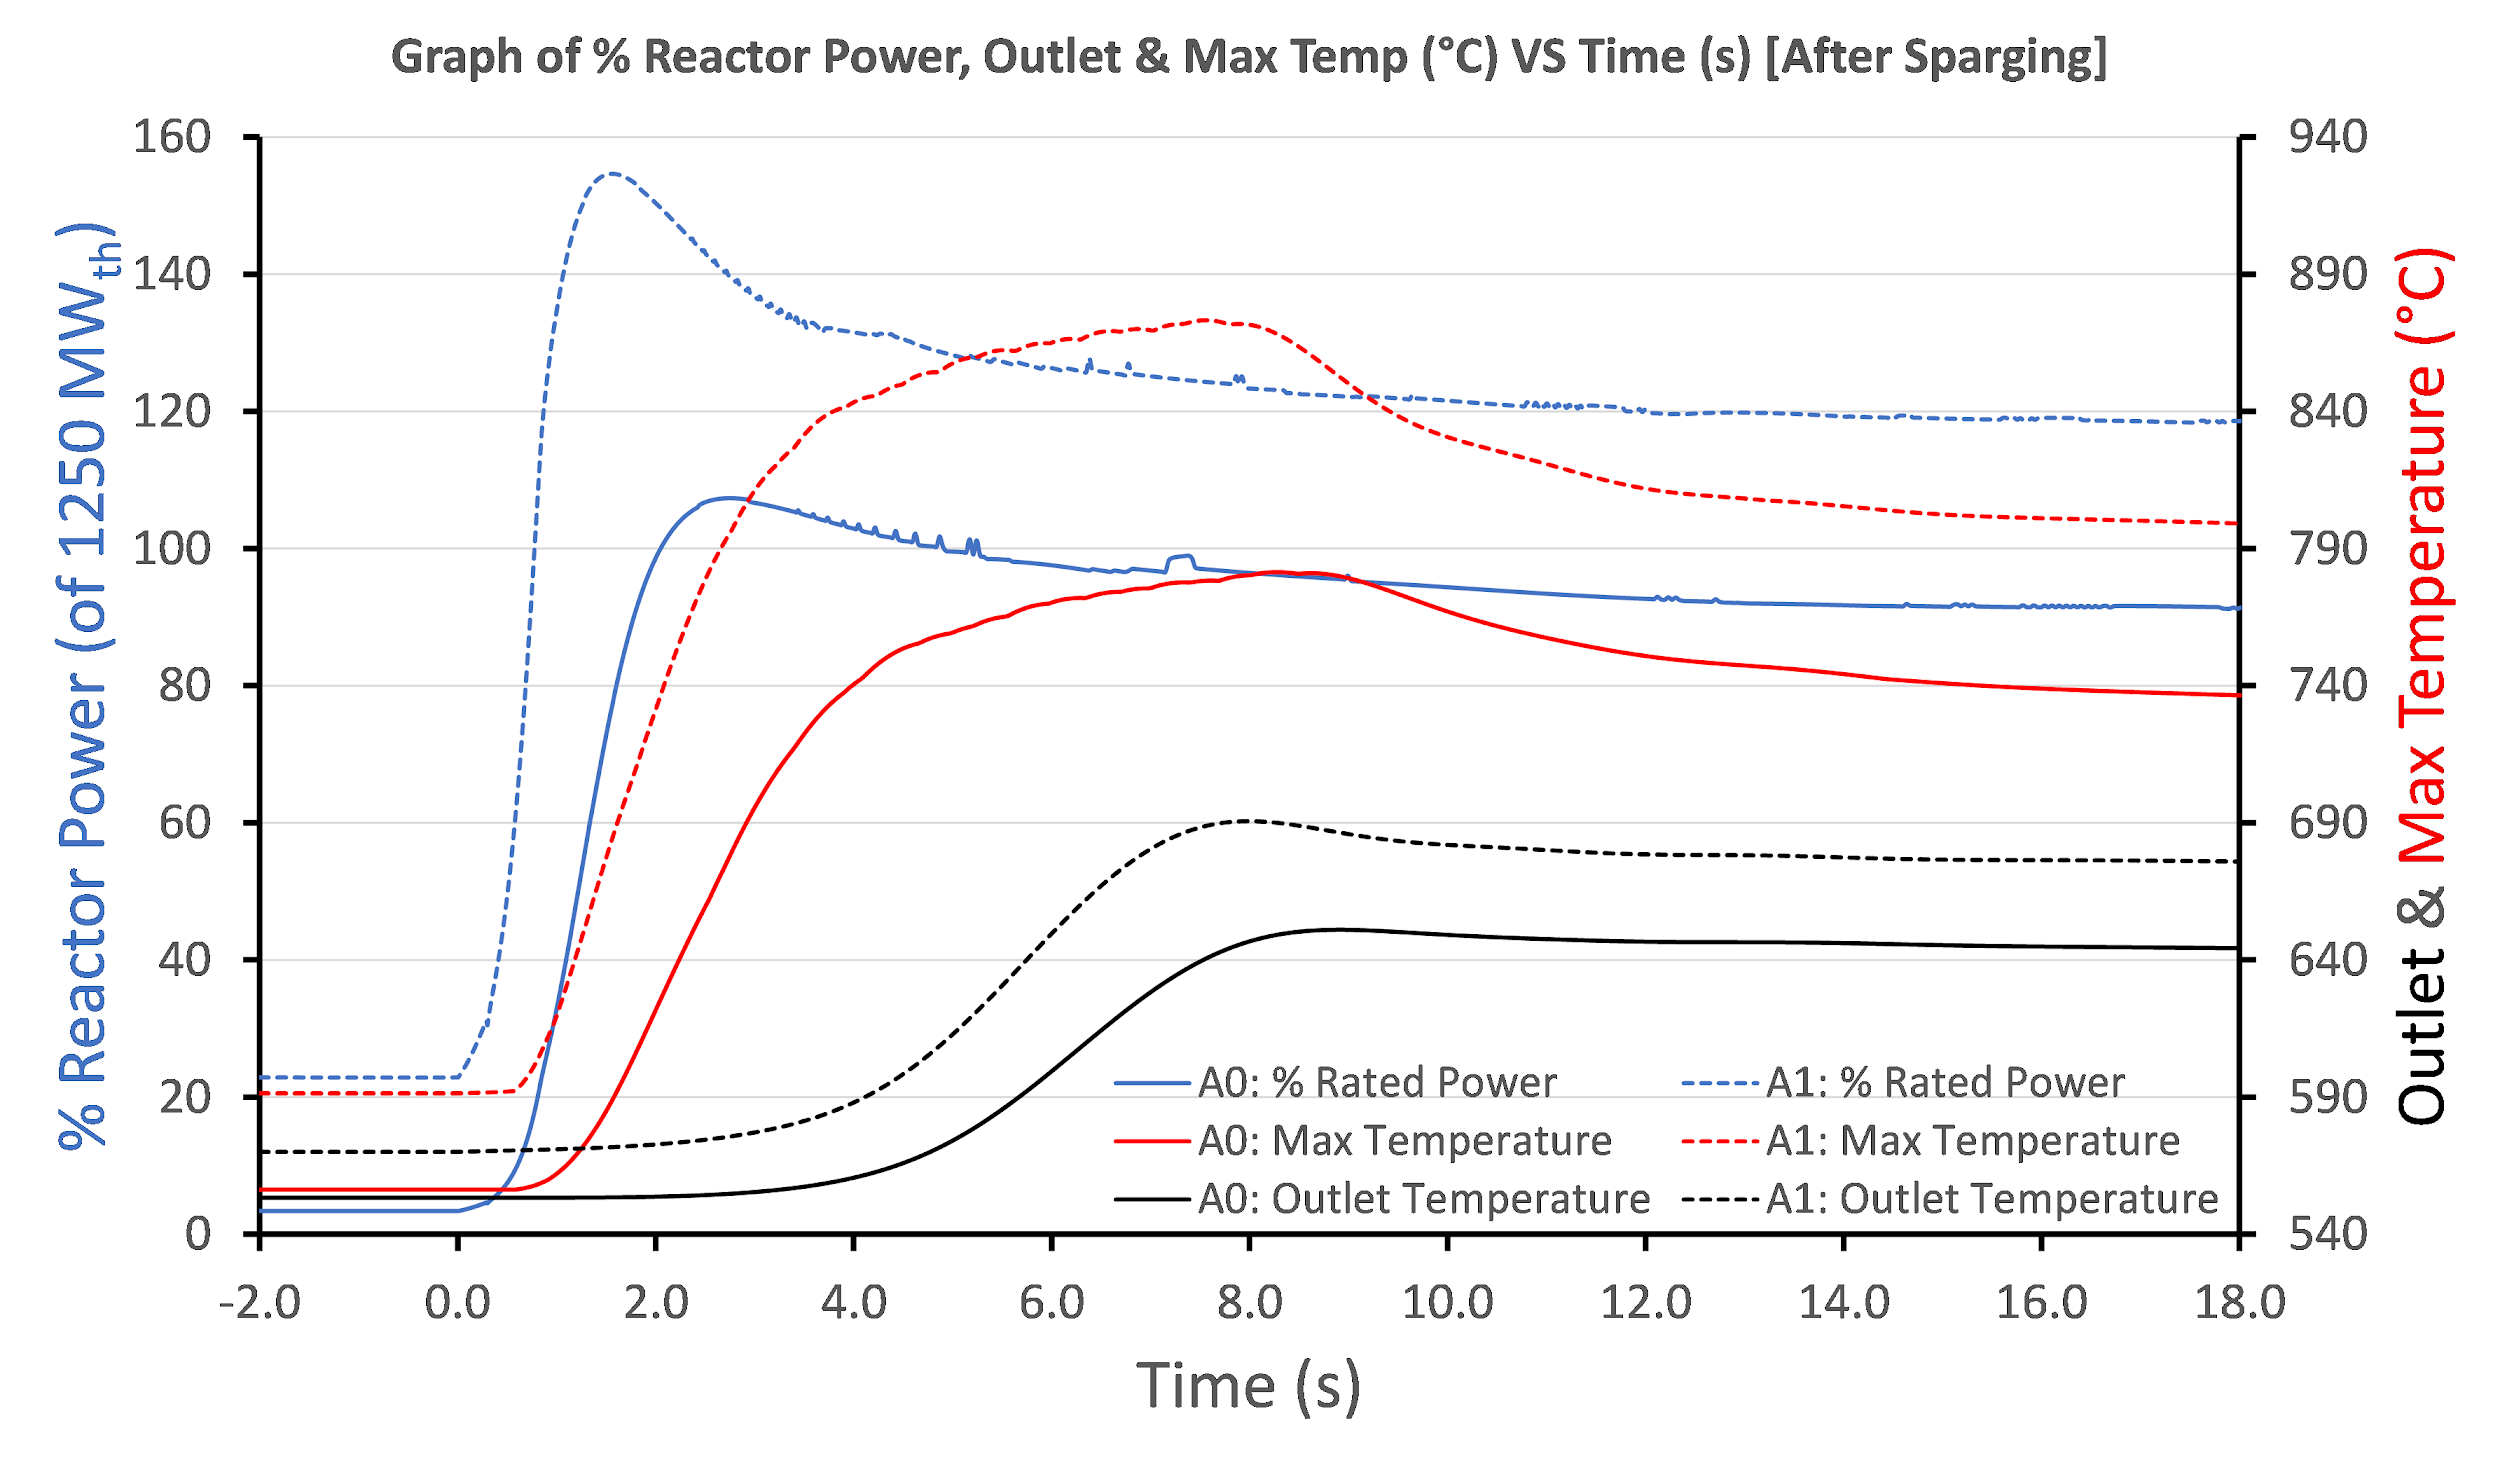 Graph of % Reactor Power, Outlet & Max Temp (°C) VS Time (s) [After Sparging]
% Reactor Power (of 1250 MWth)
160
140
120
100
80
60
40
20
0
940
890
840
790
740
690
640
590
540
Outlet & Max Temperature (°C)
A0: % Rated Power
A1: % Rated Power
A0: Max Temperature
A1: Max Temperature
A0: Outlet Temperature
A1: Outlet Temperature
-2.0 0.0 2.0 4.0 6.0 8.0 10.0 12.0 14.0 16.0 18.0
Time (s)